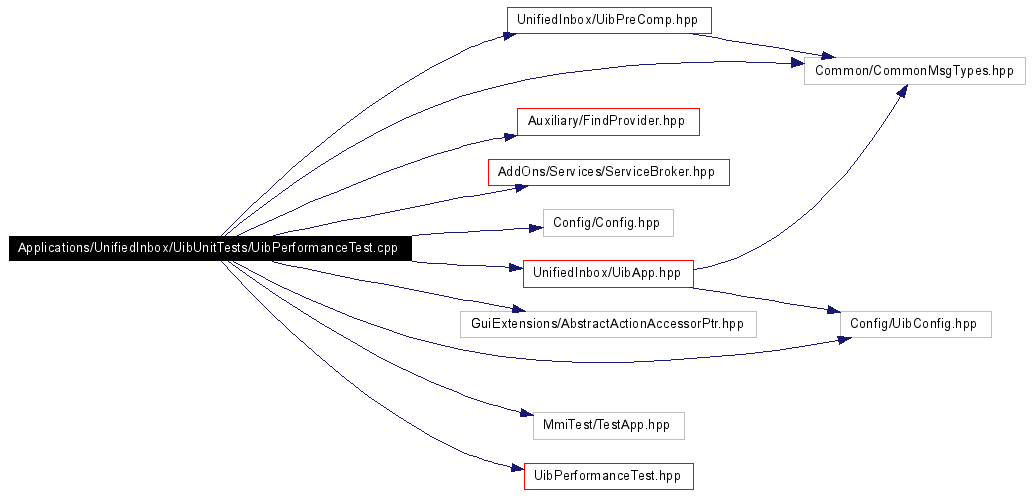 UnifiedInbox/UibPreComp.hpp
Common/CommonMsgTypes.hpp
Auxiliary/FindProvider.hpp
AddOns/Services/ServiceBroker.hpp
Config/Config.hpp
Applications/UnifiedInbox/UibUnitTests/UibPerformanceTest.cpp
UnifiedInbox/UibApp.hpp
GuiExtensions/AbstractActionAccessorPtr.hpp
Config/UibConfig.hpp
MmiTest/TestApp.hpp
UibPerformanceTest.hpp